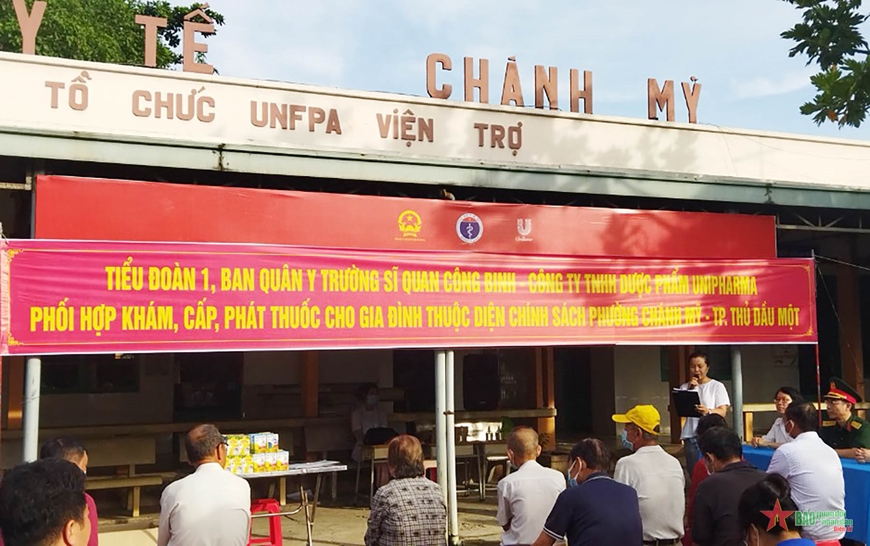 Y TẾ CHÁNH MỸ
TỔ CHỨC UNFPA VIỆN TRỢ
Unilever
TIỂU ĐOÀN 1, BAN QUÂN Y TRƯỜNG SĨ QUAN CÔNG BINH - CÔNG TY TNHH DƯỢC PHẨM UNIPHARMA
PHỐI HỢP KHÁM, CẤP, PHÁT THUỐC CHO GIA ĐÌNH THUỘC DIỆN CHÍNH SÁCH PHƯỜNG CHÁNH MỸ - TP. THỦ DẦU MỘT
BÁO